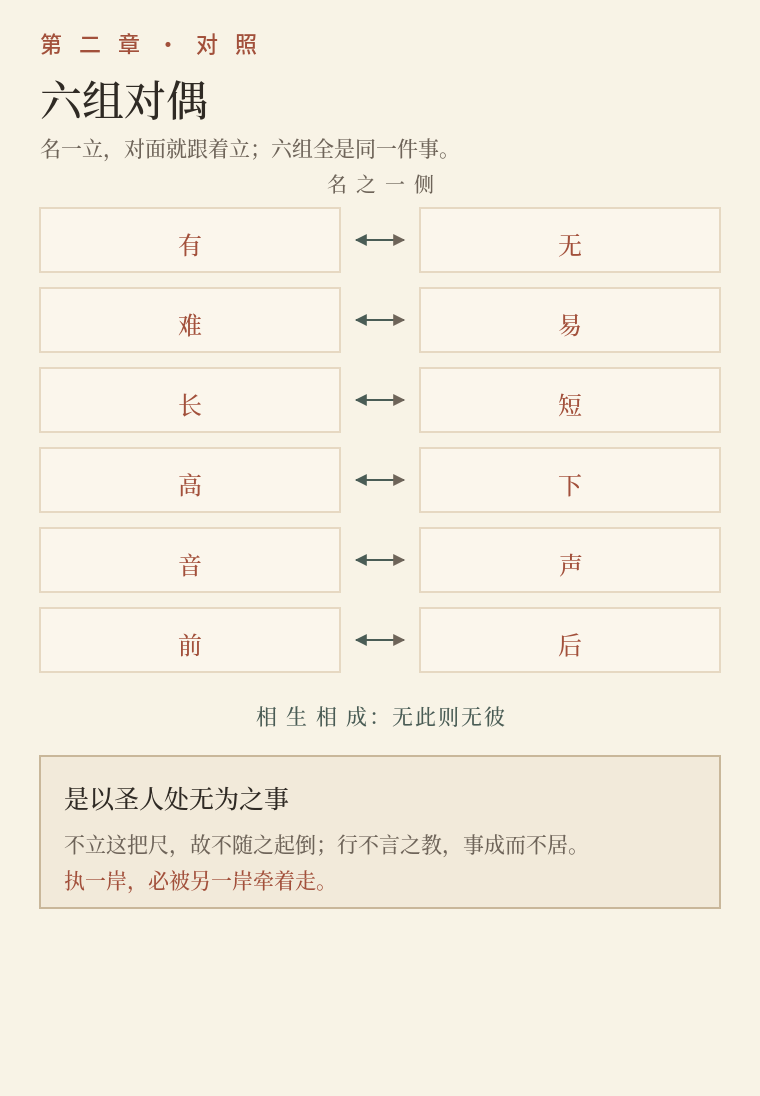 第二章·对照
六组对偶
名一立，对面就跟着立；六组全是同一件事。
名之一侧
有 无
难 易
长 短
高 下
音 声
前 后
相生相成：无此则无彼
是以圣人处无为之事
不立这把尺，故不随之起倒；行不言之教，事成而不居。
执一岸，必被另一岸牵着走。